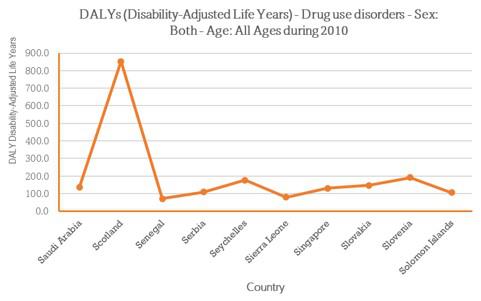 DALYs (Disability-Adjusted Life Years) - Drug use disorders - Sex:
Both - Age: All Ages during 2010
DALY Disability-Adjusted Life Years
900.0
800.0
700.0
600.0
500.0
400.0
300.0
200.0
100.0
0.0
Saudi Arabia
Scotland
Senegal
Serbia
Seychelles
Sierra Leone
Singapore
Slovakia
Slovenia
Solomon Islands
Country